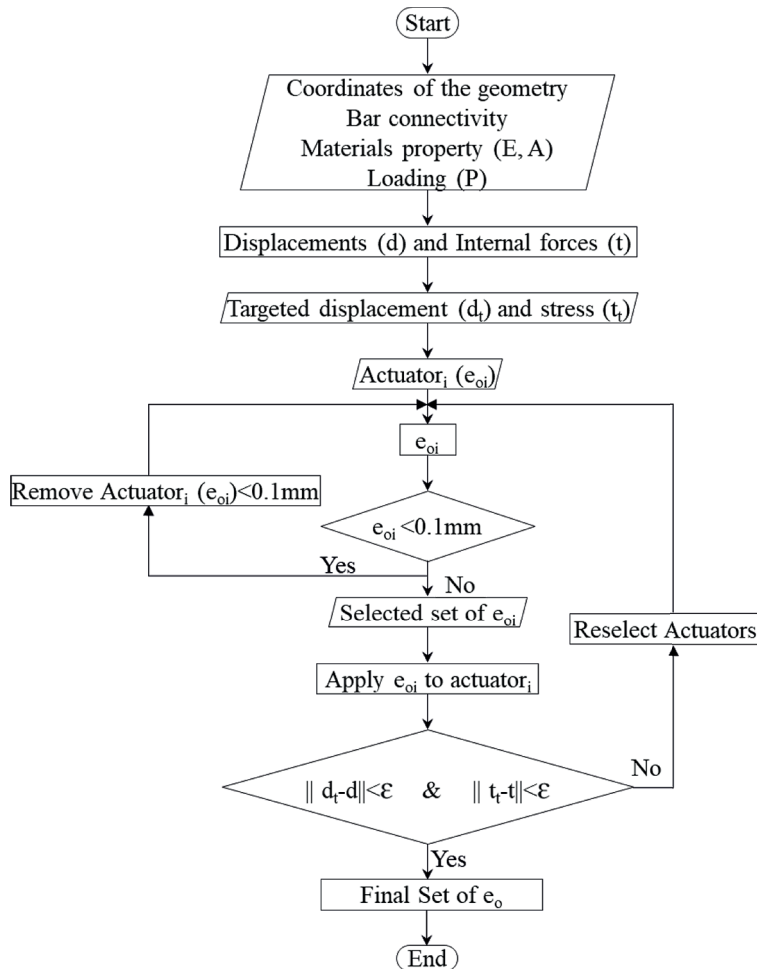 Start
Coordinates of the geometry
Bar connectivity
Materials property (E, A)
Loading (P)
Displacements (d) and Internal forces (t)
Targeted displacement (dₜ) and stress (tₜ)
Actuatorᵢ (eₒᵢ)
eₒᵢ
Remove Actuatorᵢ (eₒᵢ)<0.1mm
eₒᵢ <0.1mm
Yes
No
Selected set of eₒᵢ
Reselect Actuators
Apply eₒᵢ to actuatorᵢ
|| dₜ-d||<ε & || tₜ-t||<ε
No
Yes
Final Set of eₒ
End